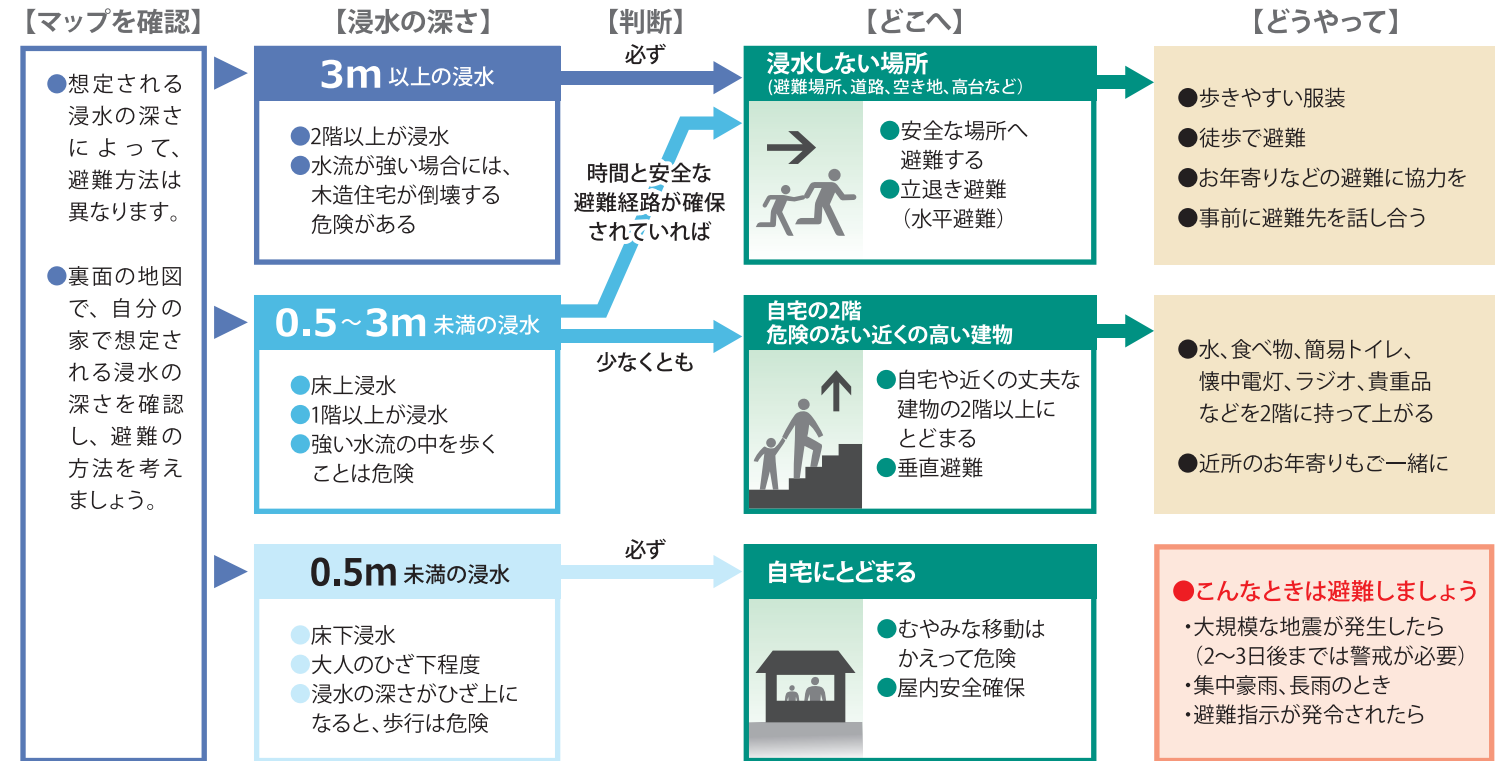 【マップを確認】
【浸水の深さ】
【判断】
【どこへ】
【どうやって】
●想定される
浸水の深さ
によって、
避難方法は
異なります。
●裏面の地図
で、自分の
家で想定さ
れる浸水の
深さを確認
し、避難の
方法を考え
ましょう。
3m 以上の浸水
●2階以上が浸水
●水流が強い場合には、
木造住宅が倒壊する
危険がある
必ず
浸水しない場所
(避難場所、道路、空き地、高台など)
●安全な場所へ
避難する
●立退き避難
(水平避難)
●歩きやすい服装
●徒歩で避難
●お年寄りなどの避難に協力を
●事前に避難先を話し合う
時間と安全な
避難経路が確保
されていれば
0.5～3m 未満の浸水
●床上浸水
●1階以上が浸水
●強い水流の中を歩く
ことは危険
少なくとも
自宅の2階
危険のない近くの高い建物
●自宅や近くの丈夫な
建物の2階以上に
とどまる
●垂直避難
●水、食べ物、簡易トイレ、
懐中電灯、ラジオ、貴重品
などを2階に持って上がる
●近所のお年寄りもご一緒に
0.5m 未満の浸水
●床下浸水
●大人のひざ下程度
●浸水の深さがひざ上に
なると、歩行は危険
必ず
自宅にとどまる
●むやみな移動は
かえって危険
●屋内安全確保
●こんなときは避難しましょう
・大規模な地震が発生したら
(2～3日後までは警戒が必要)
・集中豪雨、長雨のとき
・避難指示が発令されたら